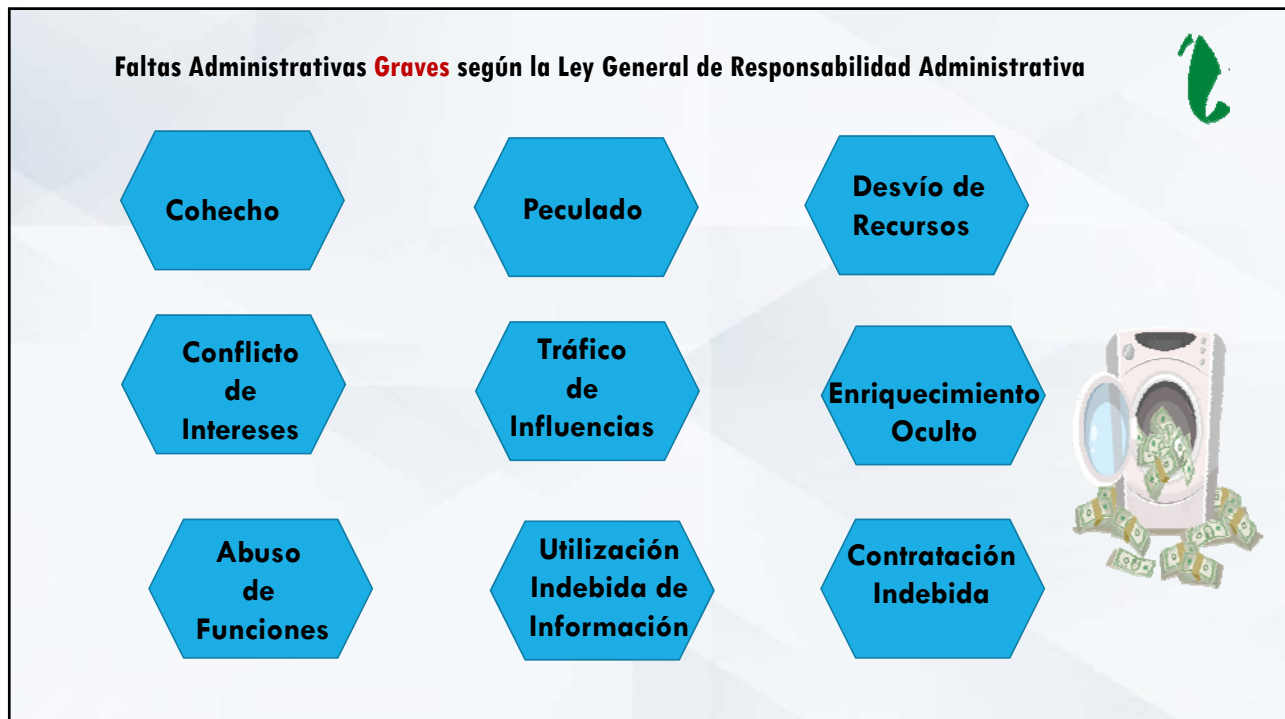 Faltas Administrativas Graves según la Ley General de Responsabilidad Administrativa
Cohecho
Peculado
Desvío de
Recursos
Conflicto
de
Intereses
Tráfico
de
Influencias
Enriquecimiento
Oculto
Abuso
de
Funciones
Utilización
Indebida de
Información
Contratación
Indebida